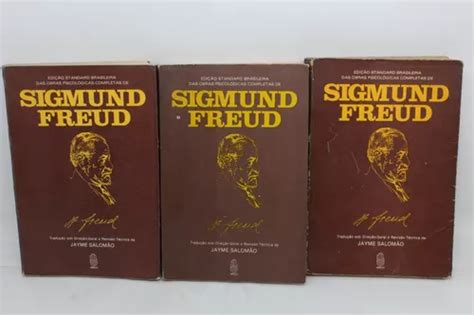 EDIÇÃO STANDARD BRASILEIRA
DAS OBRAS PSICOLÓGICAS COMPLETAS DE
SIGMUND
FREUD
S. Freud
Tradução sob Direção Geral e Revisão Técnica de
JAYME SALOMÃO
EDIÇÃO STANDARD BRASILEIRA
DAS OBRAS PSICOLÓGICAS COMPLETAS DE
SIGMUND
FREUD
S. Freud
Tradução sob Direção Geral e Revisão Técnica de
JAYME SALOMÃO
EDIÇÃO STANDARD BRASILEIRA
DAS OBRAS PSICOLÓGICAS COMPLETAS DE
SIGMUND
FREUD
S. Freud
Tradução sob Direção Geral e Revisão Técnica de
JAYME SALOMÃO